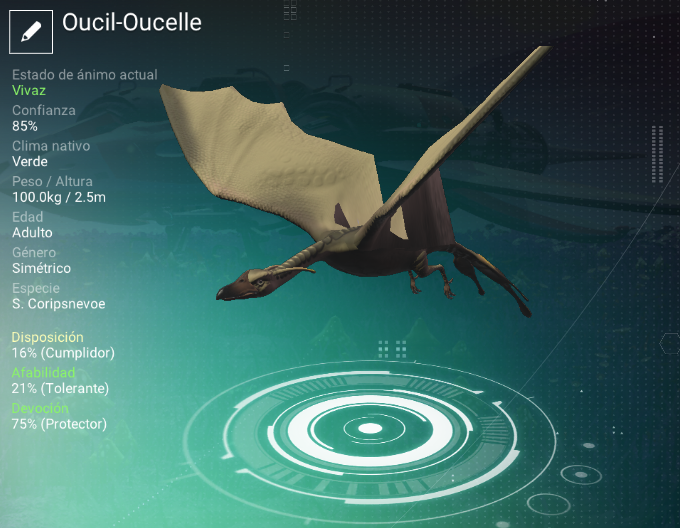 Oucil-Oucelle
Estado de ánimo actual
Vivaz
Confianza
85%
Clima nativo
Verde
Peso / Altura
100.0kg / 2.5m
Edad
Adulto
Género
Simétrico
Especie
S. Coripsnevoe
Disposición
16% (Cumplidor)
Afabilidad
21% (Tolerante)
Devoción
75% (Protector)